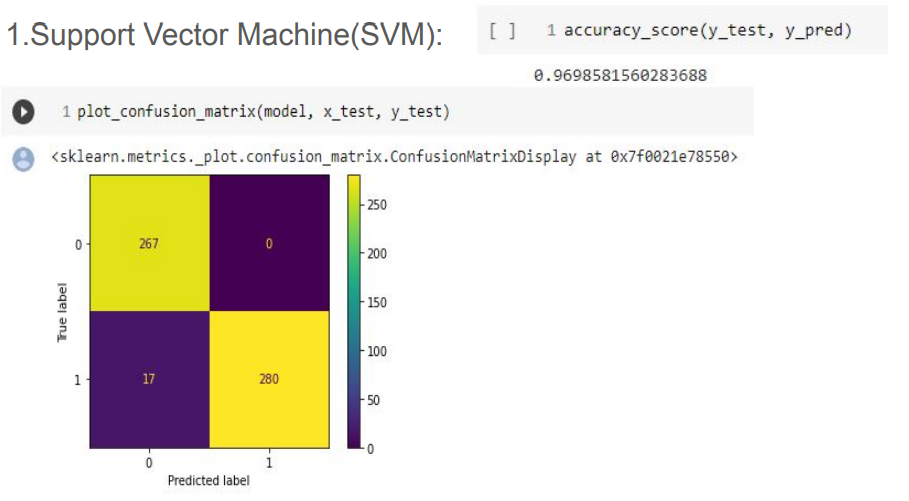 1.Support Vector Machine(SVM):
[ ] 1 accuracy_score(y_test, y_pred)
0.9698581560283688
1 plot_confusion_matrix(model, x_test, y_test)
<sklearn.metrics._plot.confusion_matrix.ConfusionMatrixDisplay at 0x7f0021e78550>
250
0 267 0
200
150
True label
100
1 17 280
50
0
0 1
Predicted label